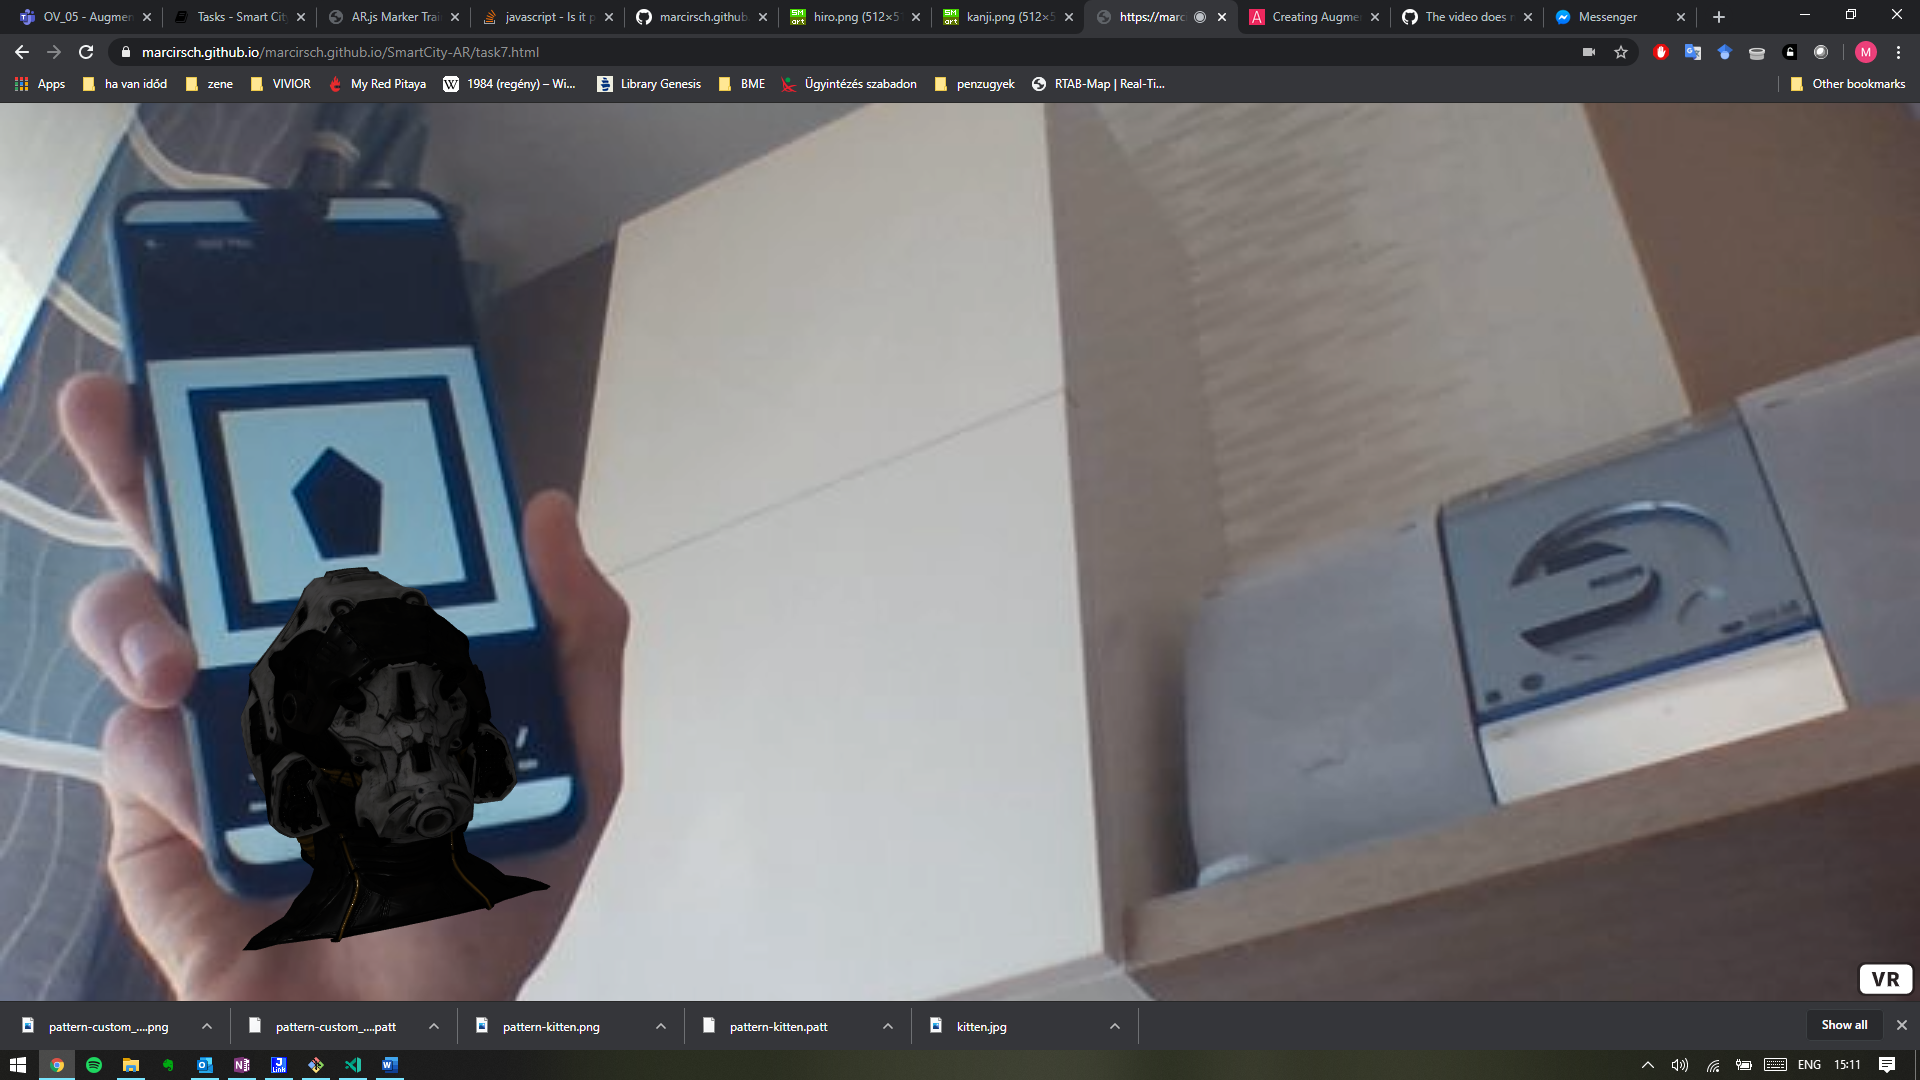 OV_05 - Augmen
Tasks - Smart City
AR.js Marker Trai
javascript - Is it p
marcirsch.github.
hiro.png (512×5
kanji.png (512×5
https://marc
Creating Augme
The video does
Messenger
marcirsch.github.io/marcirsch.github.io/SmartCity-AR/task7.html
M
Apps
ha van időd
zene
VIVIOR
My Red Pitaya
1984 (regény) – Wi...
Library Genesis
BME
Ügyintézés szabadon
penzugyek
RTAB-Map | Real-Ti...
Other bookmarks
VR
pattern-custom_....png
pattern-custom_....patt
pattern-kitten.png
pattern-kitten.patt
kitten.jpg
Show all
ENG
15:11